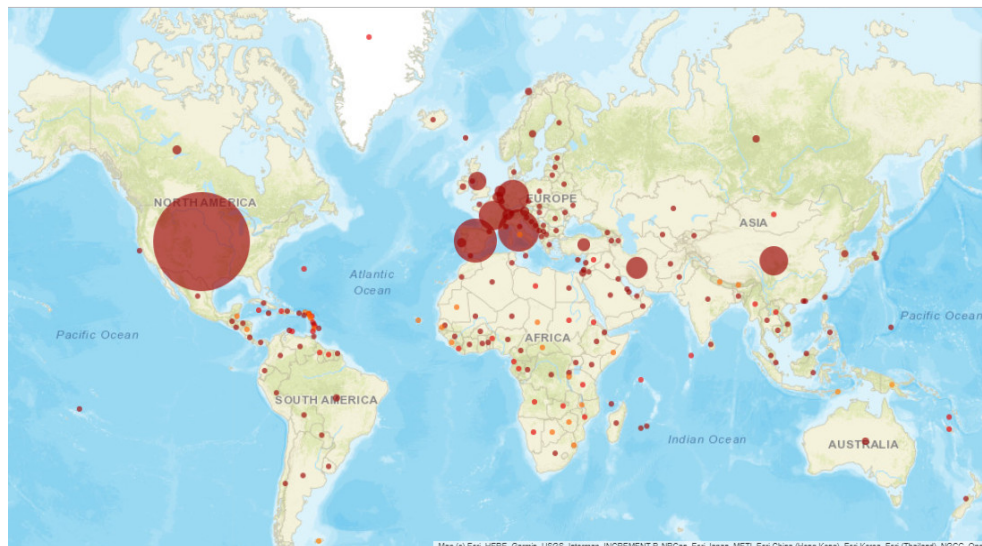 NORTH AMERICA
EUROPE
ASIA
Atlantic
Ocean
Pacific Ocean
Pacific Ocean
AFRICA
SOUTH AMERICA
Indian Ocean
AUSTRALIA